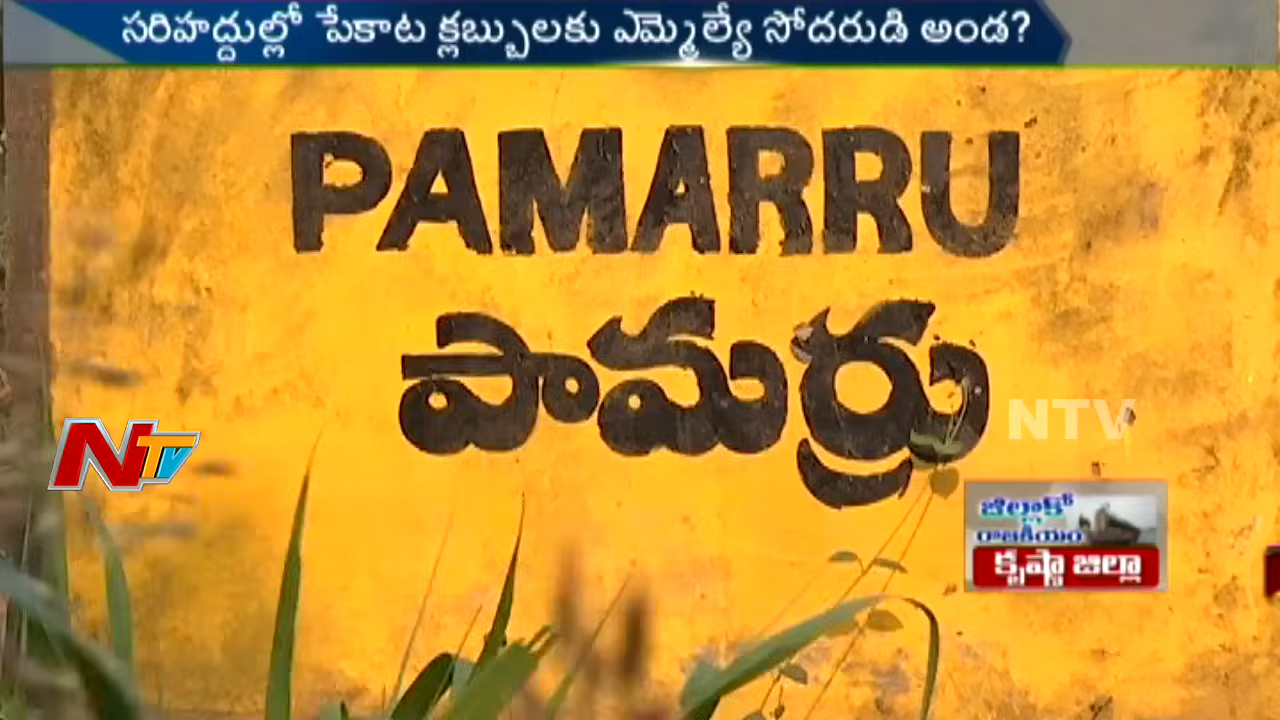 సరిహద్దుల్లో పేకాట క్లబ్బులకు ఎమ్మెల్యే సోదరుడి అండ?
PAMARRU
పామర్రు
NTV
NTV
జిల్లాకో
రాజకీయం
కృష్ణా జిల్లా